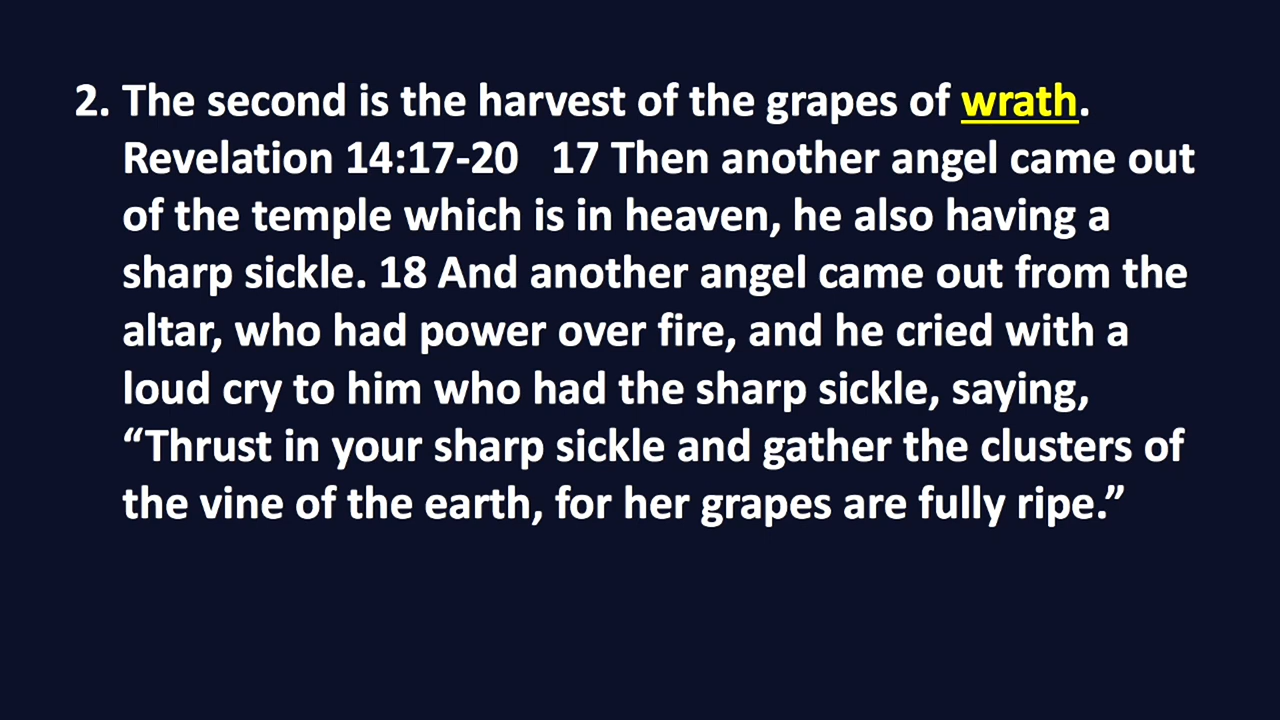 2. The second is the harvest of the grapes of wrath.
Revelation 14:17-20 17 Then another angel came out
of the temple which is in heaven, he also having a
sharp sickle. 18 And another angel came out from the
altar, who had power over fire, and he cried with a
loud cry to him who had the sharp sickle, saying,
“Thrust in your sharp sickle and gather the clusters of
the vine of the earth, for her grapes are fully ripe.”